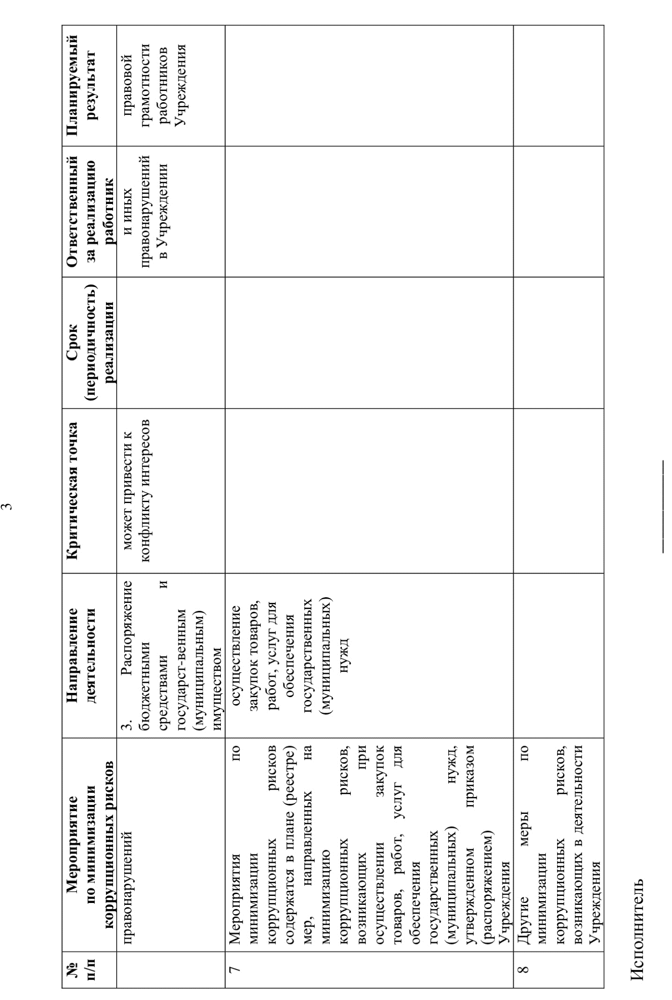 3
№
п/п
Мероприятие
по минимизации
коррупционных рисков
Направление
деятельности
Критическая точка
Срок
(периодичность)
реализации
Ответственный
за реализацию
работник
Планируемый
результат
правонарушений
3. Распоряжение
бюджетными
средствами и
государст-венным
(муниципальным)
имуществом
может привести к
конфликту интересов
и иных
правонарушений
в Учреждении
правовой
грамотности
работников
Учреждения
7
Мероприятия по
минимизации
коррупционных рисков
содержатся в плане (реестре)
мер, направленных на
минимизацию
коррупционных рисков,
возникающих при
осуществлении закупок
товаров, работ, услуг для
обеспечения
государственных
(муниципальных) нужд,
утвержденном приказом
(распоряжением)
Учреждения
осуществление
закупок товаров,
работ, услуг для
обеспечения
государственных
(муниципальных)
нужд
8
Другие меры по
минимизации
коррупционных рисков,
возникающих в деятельности
Учреждения
Исполнитель